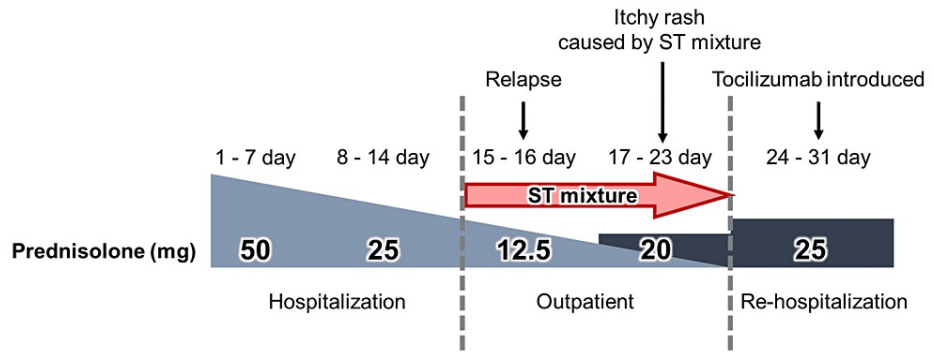 Itchy rash
caused by ST mixture
Relapse
Tocilizumab introduced
1 - 7 day
8 - 14 day
15 - 16 day
17 - 23 day
24 - 31 day
ST mixture
Prednisolone (mg)
50
25
12.5
20
25
Hospitalization
Outpatient
Re-hospitalization